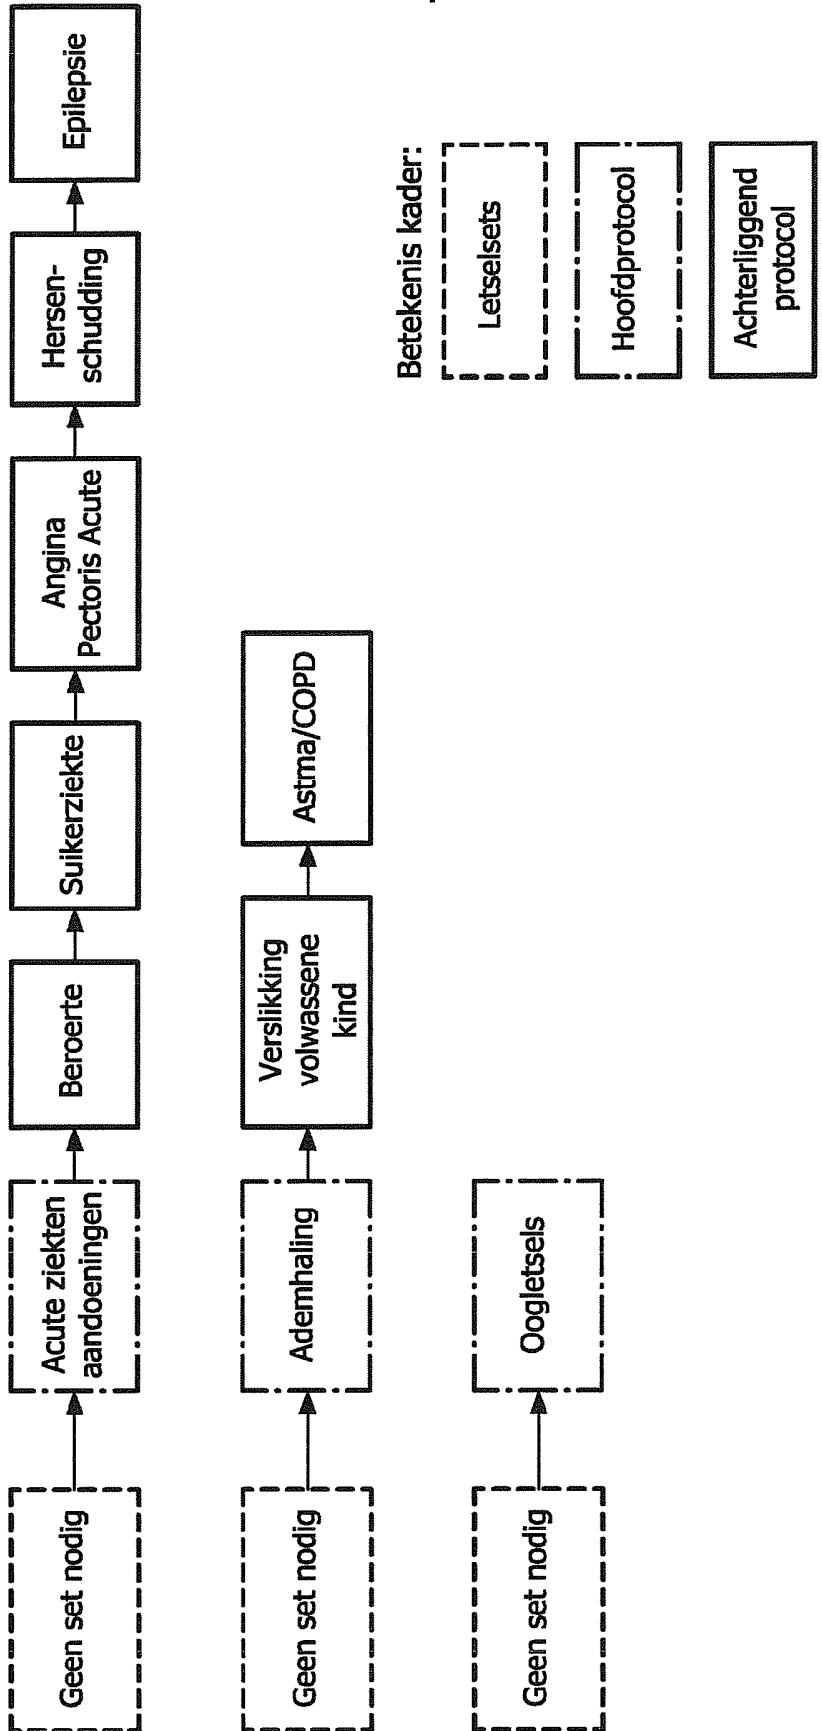 Geen set nodig
Acute ziekten
aandoeningen
Beroerte
Suikerziekte
Angina
Pectoris Acute
Hersen-
schudding
Epilepsie
Geen set nodig
Ademhaling
Verslikking
volwassene
kind
Astma/COPD
Geen set nodig
Oogletsels
Betekenis kader:
Letselsets
Hoofdprotocol
Achterliggend
protocol